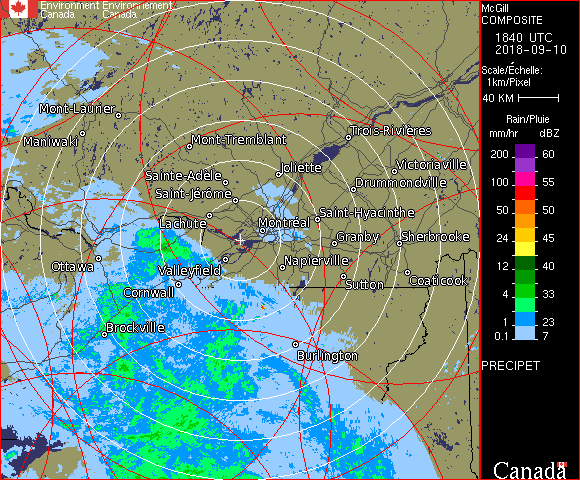 Environment Environnement
Canada Canada
McGill
COMPOSITE
1840 UTC
2018-09-10
Scale/Échelle:
1km/Pixel
40 KM
Rain/Pluie
mm/hr dBZ
200 60
100 55
50 50
24 45
12 40
4 33
1 23
0.1 7
PRECIPET
Canada
Mont-Laurier
Maniwaki
Mont-Tremblant
Trois-Rivières
Joliette
Victoriaville
Sainte-Adèle
Drummondville
Saint-Jérôme
Lachute
Saint-Hyacinthe
Montréal
Granby
Sherbrooke
Ottawa
Valleyfield
Napierville
Sutton
Coaticook
Cornwall
Brockville
Burlington